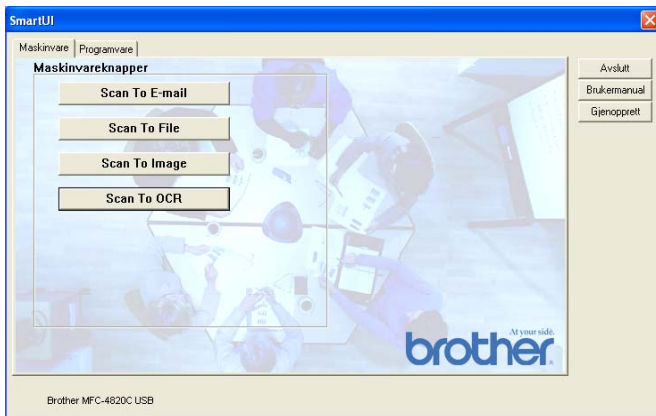 SmartUI
Maskinvare
Programvare
Maskinvareknapper
Scan To E-mail
Scan To File
Scan To Image
Scan To OCR
Avslutt
Brukermanual
Gjenopprett
At your side.
brother
Brother MFC-4820C USB